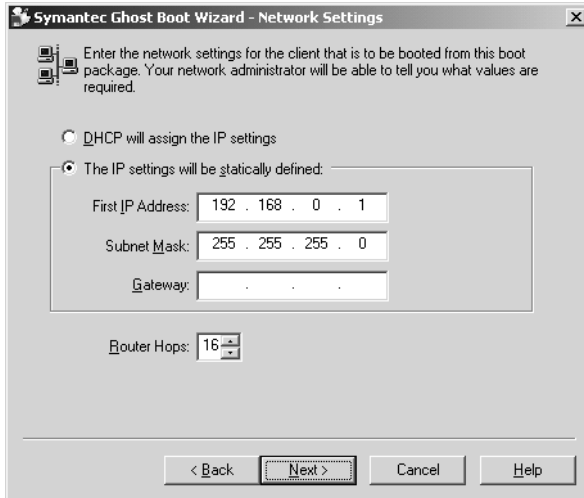 Symantec Ghost Boot Wizard - Network Settings
Enter the network settings for the client that is to be booted from this boot
package. Your network administrator will be able to tell you what values are
required.
DHCP will assign the IP settings
The IP settings will be statically defined:
First IP Address: 192 . 168 . 0 . 1
Subnet Mask: 255 . 255 . 255 . 0
Gateway: . . .
Router Hops: 16
< Back Next > Cancel Help